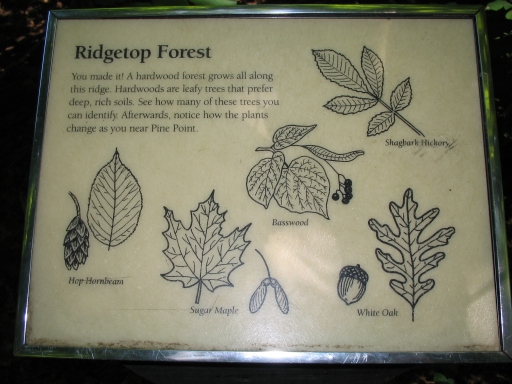 Ridgetop Forest
You made it! A hardwood forest grows all along
this ridge. Hardwoods are leafy trees that prefer
deep, rich soils. See how many of these trees you
can identify. Afterwards, notice how the plants
change as you near Pine Point.
Shagbark Hickory
Basswood
Hop-Hornbeam
Sugar Maple
White Oak